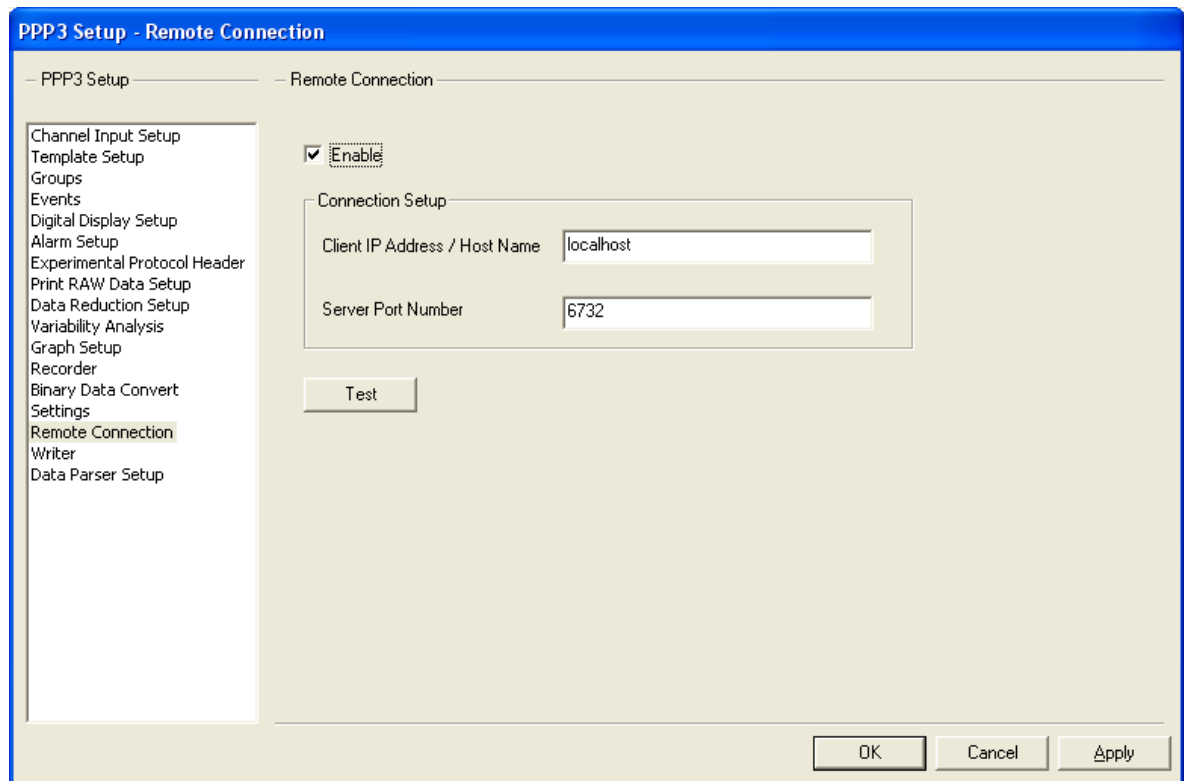 PPP3 Setup - Remote Connection
PPP3 Setup
Channel Input Setup
Template Setup
Groups
Events
Digital Display Setup
Alarm Setup
Experimental Protocol Header
Print RAW Data Setup
Data Reduction Setup
Variability Analysis
Graph Setup
Recorder
Binary Data Convert
Settings
Remote Connection
Writer
Data Parser Setup
Remote Connection
Enable
Connection Setup
Client IP Address / Host Name localhost
Server Port Number 6732
Test
OK Cancel Apply